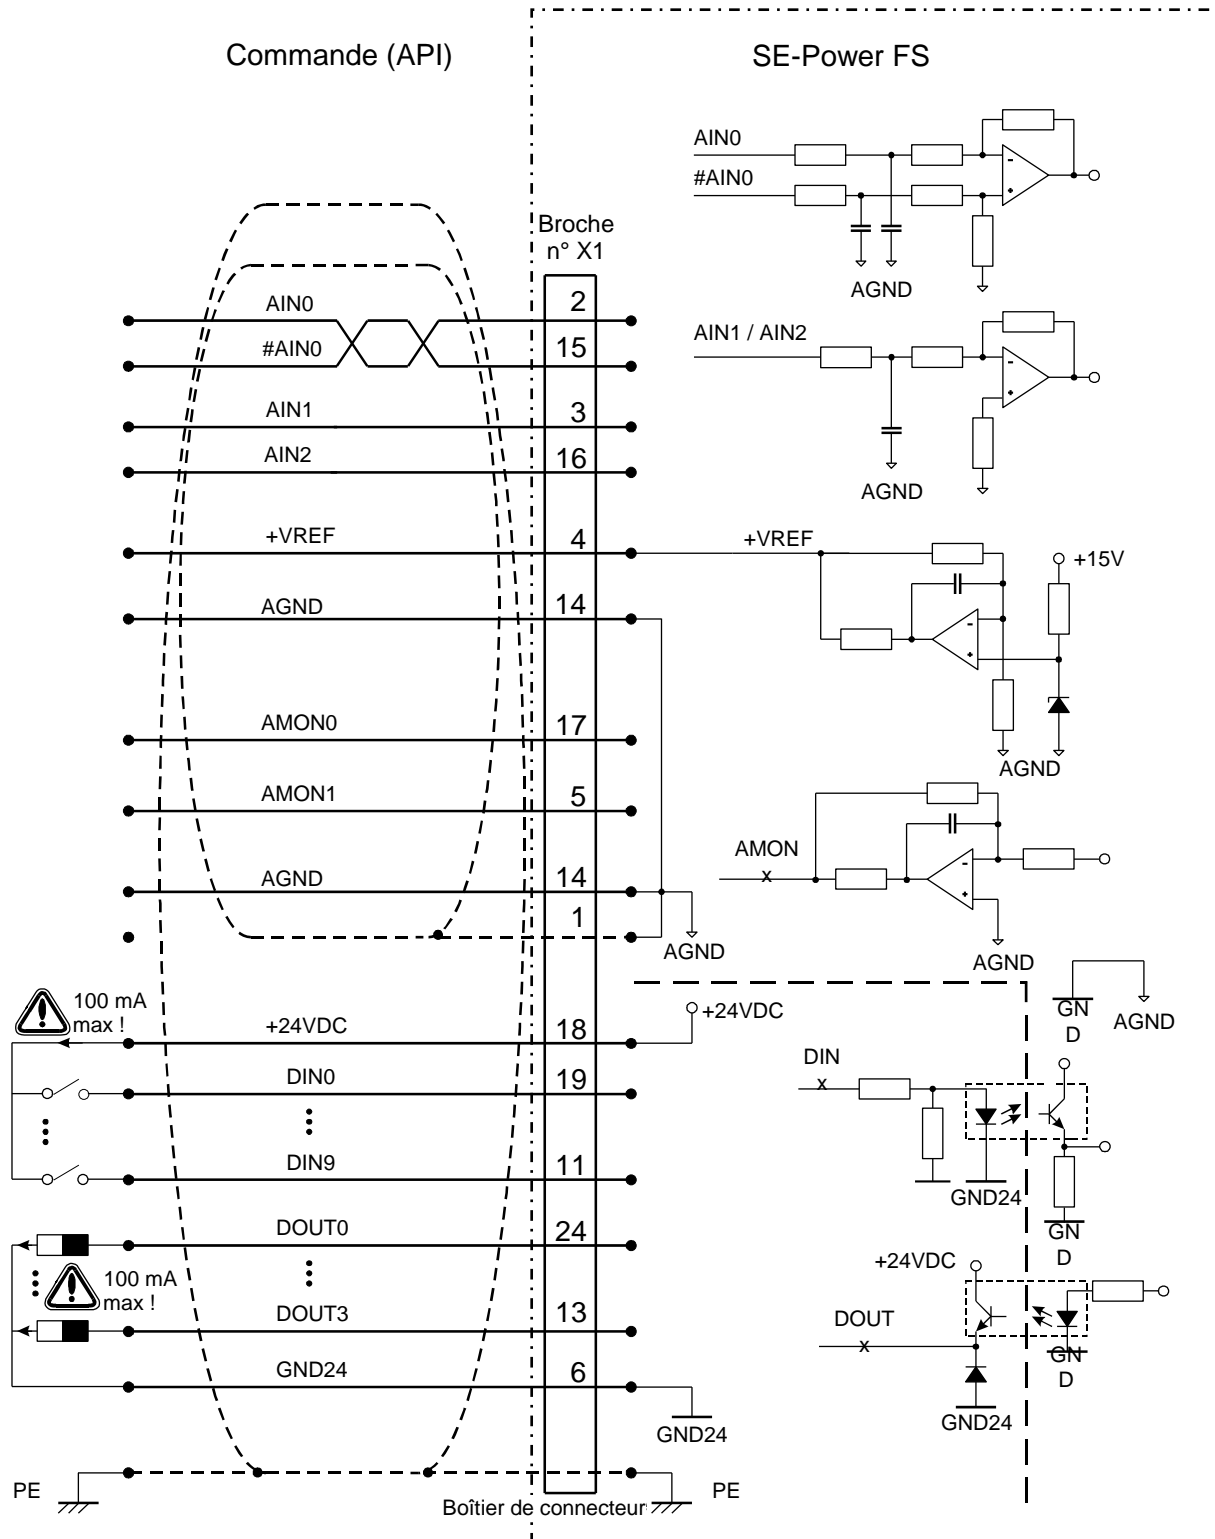 Commande (API)
SE-Power FS
AIN0
#AIN0
AGND
Broche
n° X1
AIN0
2
#AIN0
15
AIN1 / AIN2
AIN1
3
AIN2
16
AGND
+VREF
4
+VREF
+15V
AGND
14
AGND
AMON0
17
AMON1
5
AMON
AGND
14
1
AGND
AGND
100 mA
max !
+24VDC
18
+24VDC
GN
D
AGND
DIN
DIN0
19
DIN9
11
GND24
GN
D
DOUT0
24
+24VDC
100 mA
max !
DOUT3
13
DOUT
GN
D
GND24
6
GND24
GND24
PE
PE
Boîtier de connecteur